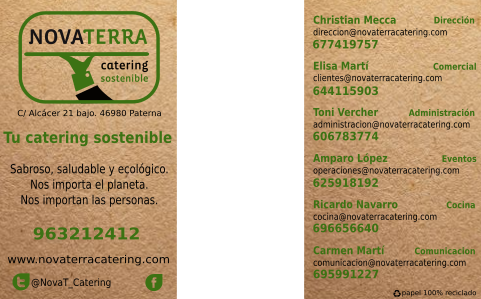 NOVATERRA
catering
sostenible
C/ Alcácer 21 bajo. 46980 Paterna
Tu catering sostenible
Sabroso, saludable y ecológico.
Nos importa el planeta.
Nos importan las personas.
963212412
www.novaterracatering.com
@NovaT_Catering
Christian Mecca Dirección
direccion@novaterracatering.com
677419757
Elisa Martí Comercial
clientes@novaterracatering.com
644115903
Toni Vercher Administración
administracion@novaterracatering.com
606783774
Amparo López Eventos
operaciones@novaterracatering.com
625918192
Ricardo Navarro Cocina
cocina@novaterracatering.com
696656640
Carmen Martí Comunicacion
comunicacion@novaterracatering.com
695991227
papel 100% reciclado